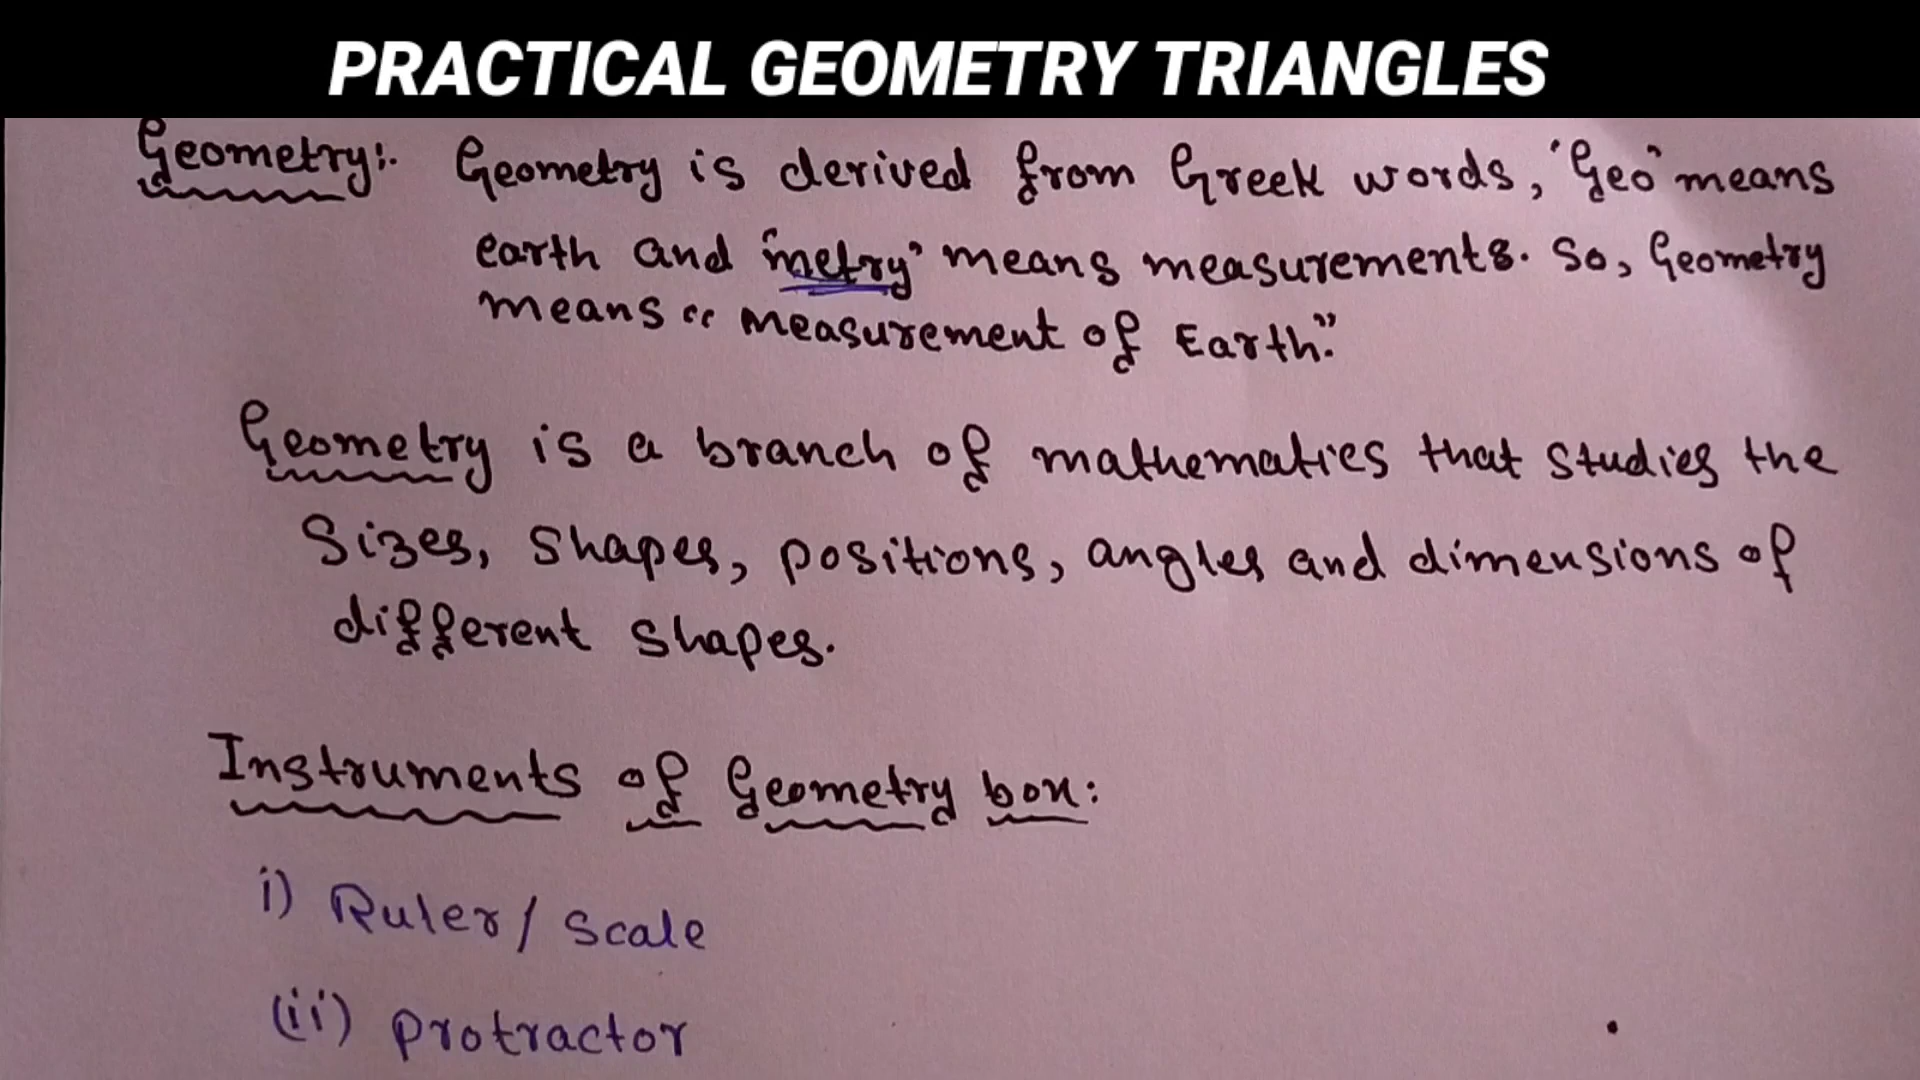 PRACTICAL GEOMETRY TRIANGLES
Geometry:- Geometry is derived from Greek words, 'Geo' means
earth and 'metry' means measurements. So, Geometry
means "measurement of Earth."
Geometry is a branch of mathematics that studies the
Sizes, shapes, positions, angles and dimensions of
different shapes.
Instruments of Geometry box:
i) Ruler/ Scale
(ii) Protractor